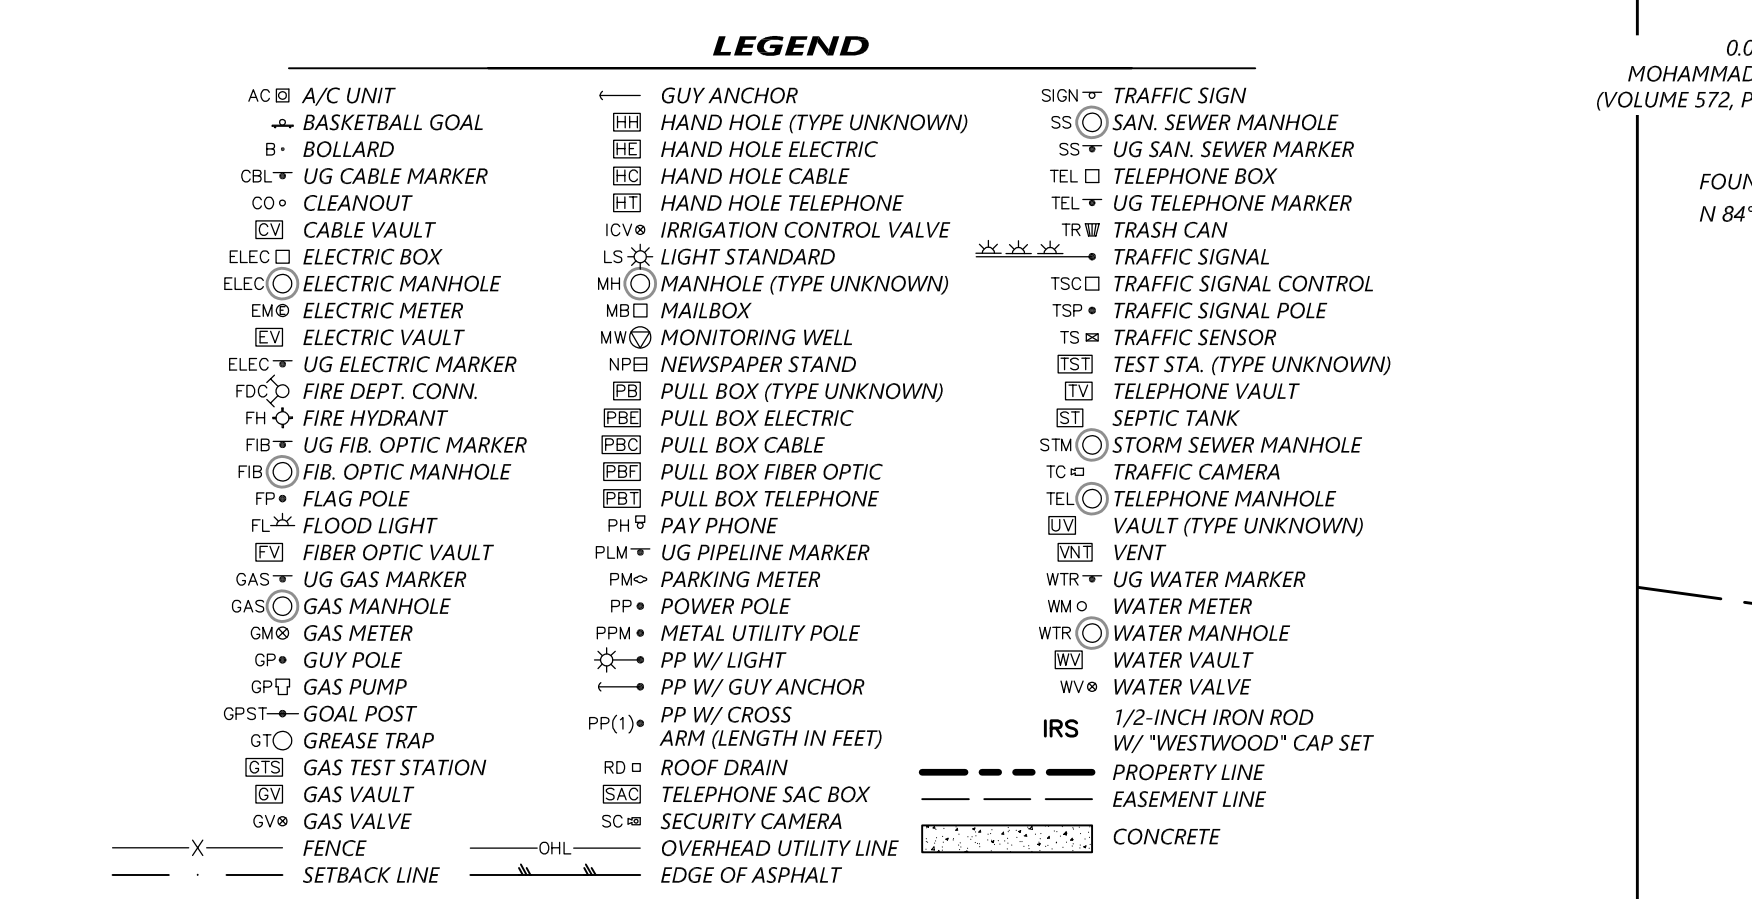 LEGEND
AC A/C UNIT
BASKETBALL GOAL
B BOLLARD
CBL UG CABLE MARKER
CO CLEANOUT
CV CABLE VAULT
ELEC ELECTRIC BOX
ELEC ELECTRIC MANHOLE
EM E ELECTRIC METER
EV ELECTRIC VAULT
ELEC UG ELECTRIC MARKER
FDC FIRE DEPT. CONN.
FH FIRE HYDRANT
FIB UG FIB. OPTIC MARKER
FIB FIB. OPTIC MANHOLE
FP FLAG POLE
FL FLOOD LIGHT
FV FIBER OPTIC VAULT
GAS UG GAS MARKER
GAS GAS MANHOLE
GM GAS METER
GP GUY POLE
GP GAS PUMP
GPST GOAL POST
GT GREASE TRAP
GTS GAS TEST STATION
GV GAS VAULT
GV GAS VALVE
X FENCE
SETBACK LINE
GUY ANCHOR
HH HAND HOLE (TYPE UNKNOWN)
HE HAND HOLE ELECTRIC
HC HAND HOLE CABLE
HT HAND HOLE TELEPHONE
ICV IRRIGATION CONTROL VALVE
LS LIGHT STANDARD
MH MANHOLE (TYPE UNKNOWN)
MB MAILBOX
MW MONITORING WELL
NP NEWSPAPER STAND
PB PULL BOX (TYPE UNKNOWN)
PBE PULL BOX ELECTRIC
PBC PULL BOX CABLE
PBF PULL BOX FIBER OPTIC
PBT PULL BOX TELEPHONE
PH PAY PHONE
PLM UG PIPELINE MARKER
PM PARKING METER
PP POWER POLE
PPM METAL UTILITY POLE
PP W/ LIGHT
PP W/ GUY ANCHOR
PP(1) PP W/ CROSS
ARM (LENGTH IN FEET)
RD ROOF DRAIN
SAC TELEPHONE SAC BOX
SC SECURITY CAMERA
OHL OVERHEAD UTILITY LINE
EDGE OF ASPHALT
SIGN TRAFFIC SIGN
SS SAN. SEWER MANHOLE
SS UG SAN. SEWER MARKER
TEL TELEPHONE BOX
TEL UG TELEPHONE MARKER
TR TRASH CAN
TRAFFIC SIGNAL
TSC TRAFFIC SIGNAL CONTROL
TSP TRAFFIC SIGNAL POLE
TS TRAFFIC SENSOR
TST TEST STA. (TYPE UNKNOWN)
TV TELEPHONE VAULT
ST SEPTIC TANK
STM STORM SEWER MANHOLE
TC TRAFFIC CAMERA
TEL TELEPHONE MANHOLE
UV VAULT (TYPE UNKNOWN)
VNT VENT
WTR UG WATER MARKER
WM WATER METER
WTR WATER MANHOLE
WV WATER VAULT
WV WATER VALVE
IRS 1/2-INCH IRON ROD
W/ "WESTWOOD" CAP SET
PROPERTY LINE
EASEMENT LINE
CONCRETE
0.0
MOHAMMAD
(VOLUME 572, P
FOUN
N 84°